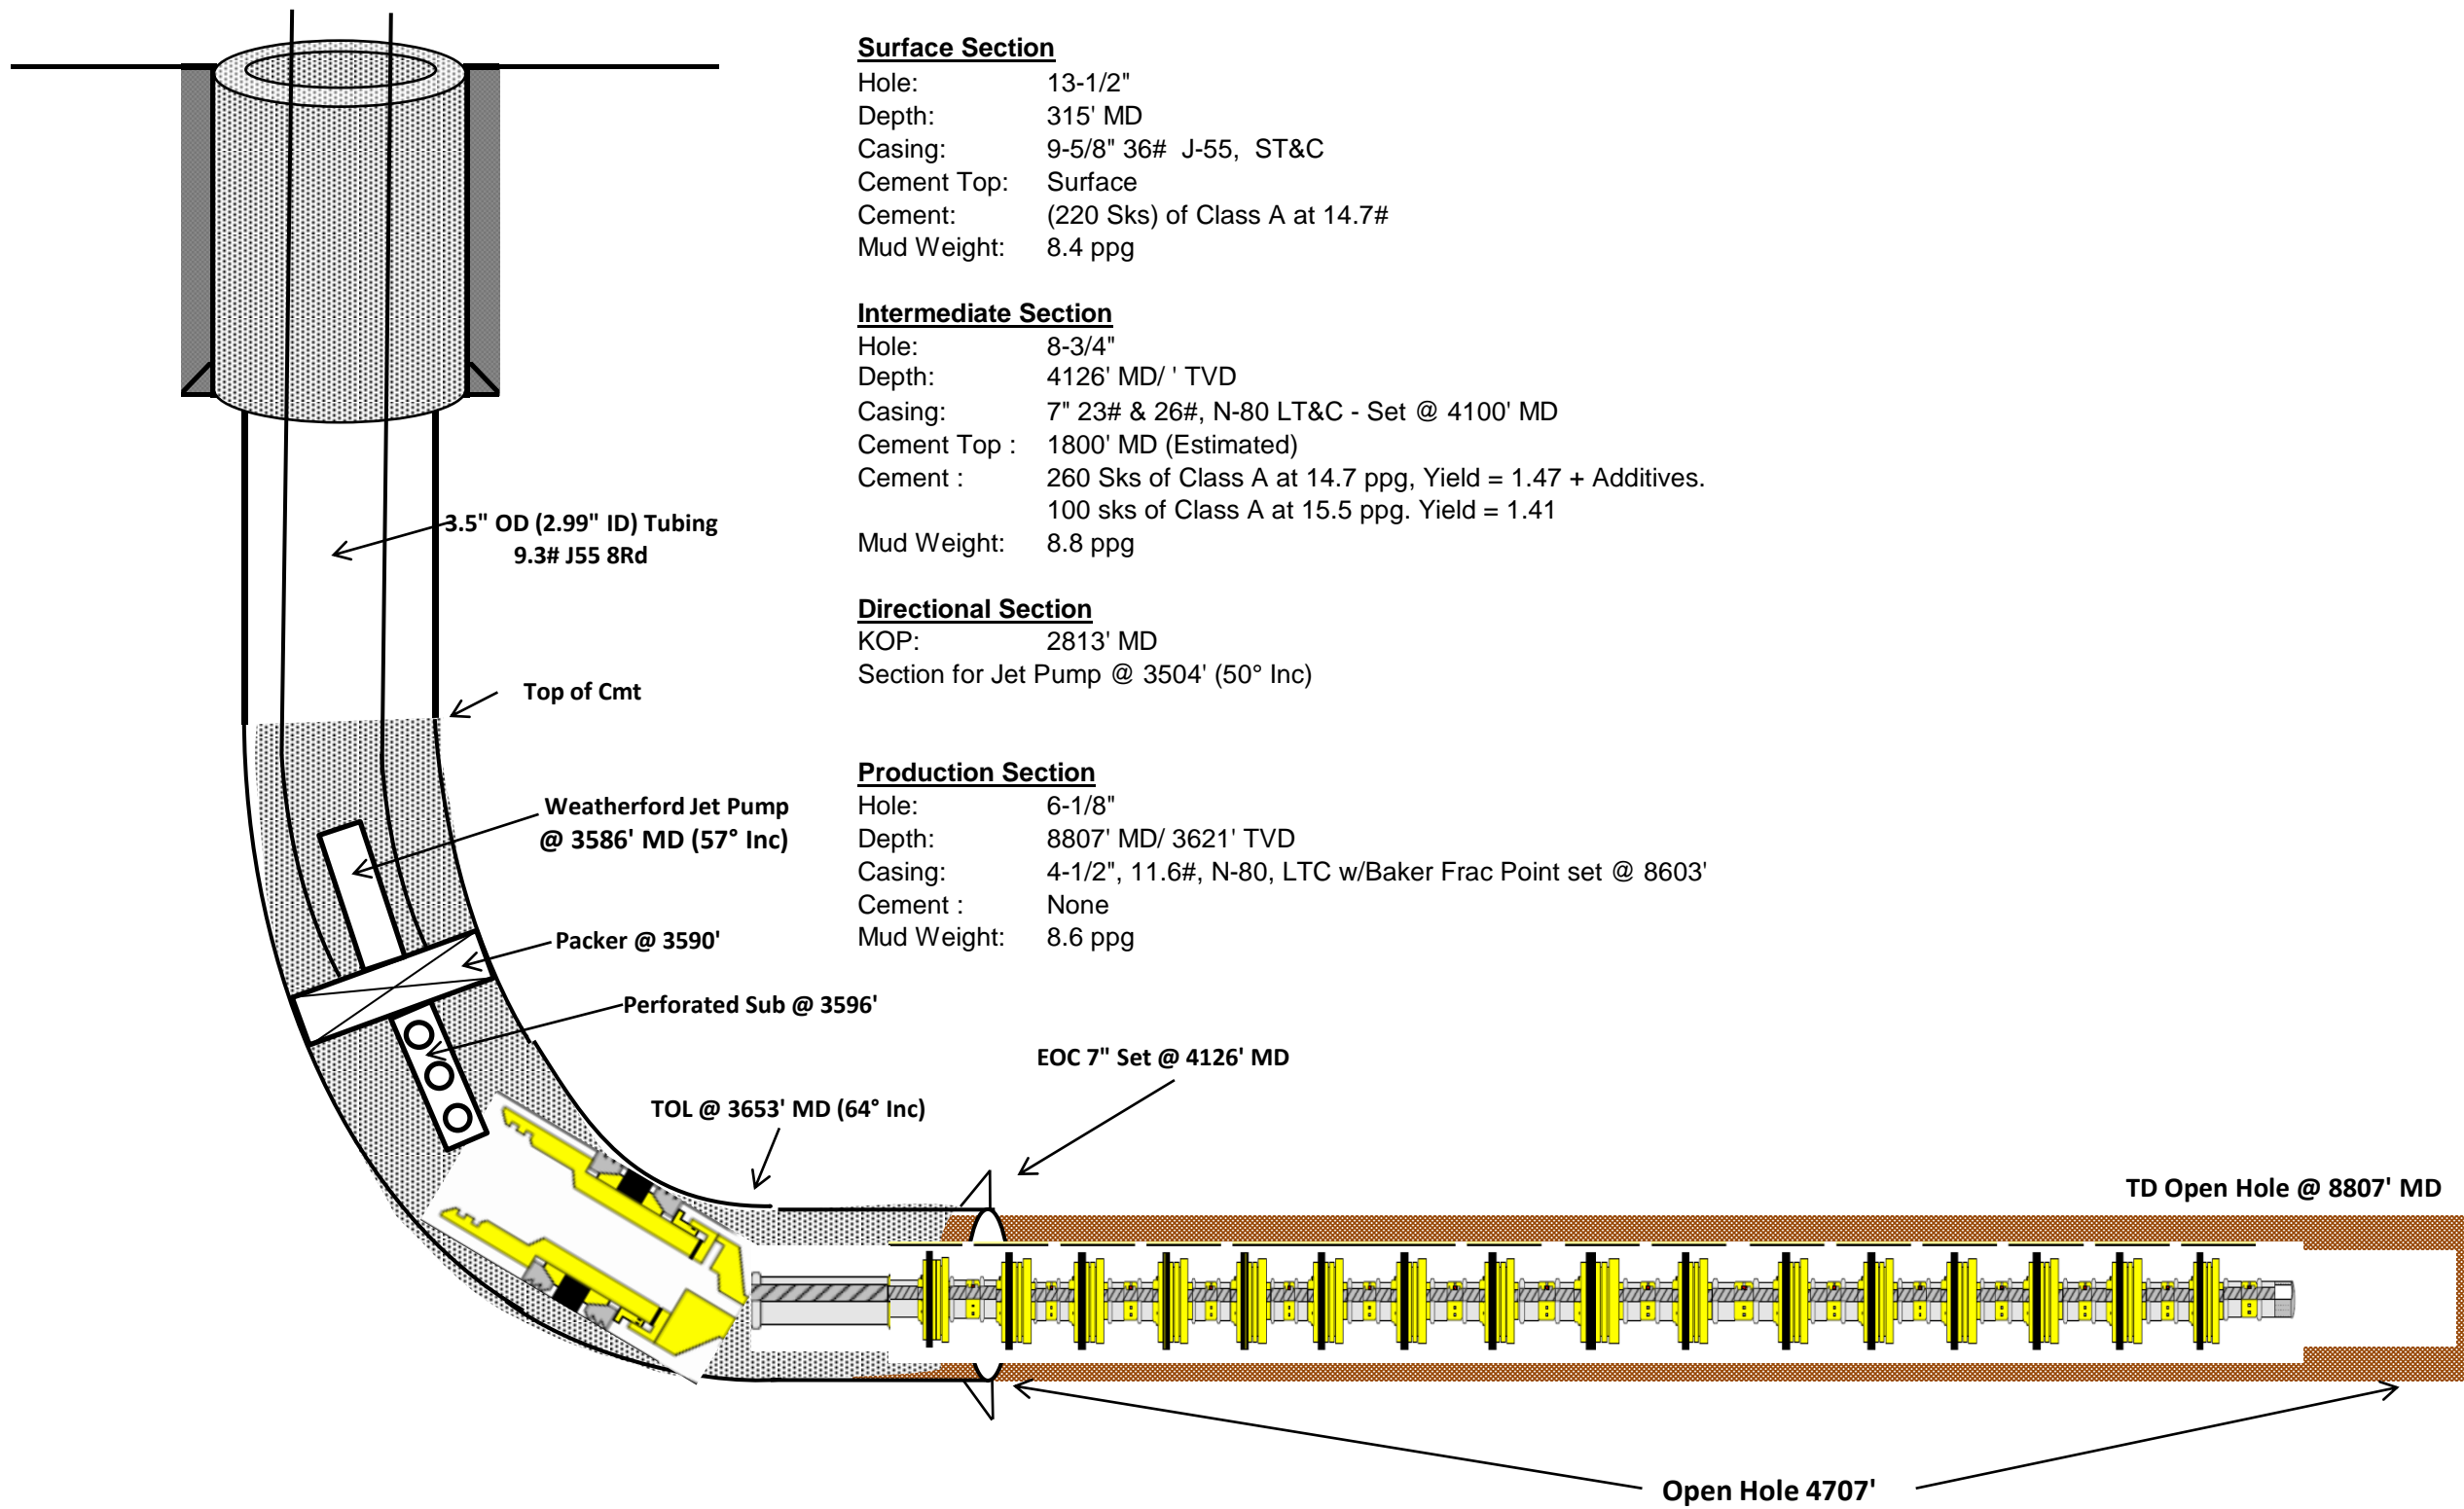 Surface Section
Hole: 13-1/2"
Depth: 315' MD
Casing: 9-5/8" 36# J-55, ST&C
Cement Top: Surface
Cement: (220 Sks) of Class A at 14.7#
Mud Weight: 8.4 ppg
Intermediate Section
Hole: 8-3/4"
Depth: 4126' MD/ ' TVD
Casing: 7" 23# & 26#, N-80 LT&C - Set @ 4100' MD
Cement Top : 1800' MD (Estimated)
Cement : 260 Sks of Class A at 14.7 ppg, Yield = 1.47 + Additives.
100 sks of Class A at 15.5 ppg. Yield = 1.41
Mud Weight: 8.8 ppg
3.5" OD (2.99" ID) Tubing
9.3# J55 8Rd
Directional Section
KOP: 2813' MD
Section for Jet Pump @ 3504' (50° Inc)
Top of Cmt
Production Section
Hole: 6-1/8"
Depth: 8807' MD/ 3621' TVD
Casing: 4-1/2", 11.6#, N-80, LTC w/Baker Frac Point set @ 8603'
Cement : None
Mud Weight: 8.6 ppg
Weatherford Jet Pump
@ 3586' MD (57° Inc)
Packer @ 3590'
Perforated Sub @ 3596'
EOC 7" Set @ 4126' MD
TOL @ 3653' MD (64° Inc)
TD Open Hole @ 8807' MD
Open Hole 4707'